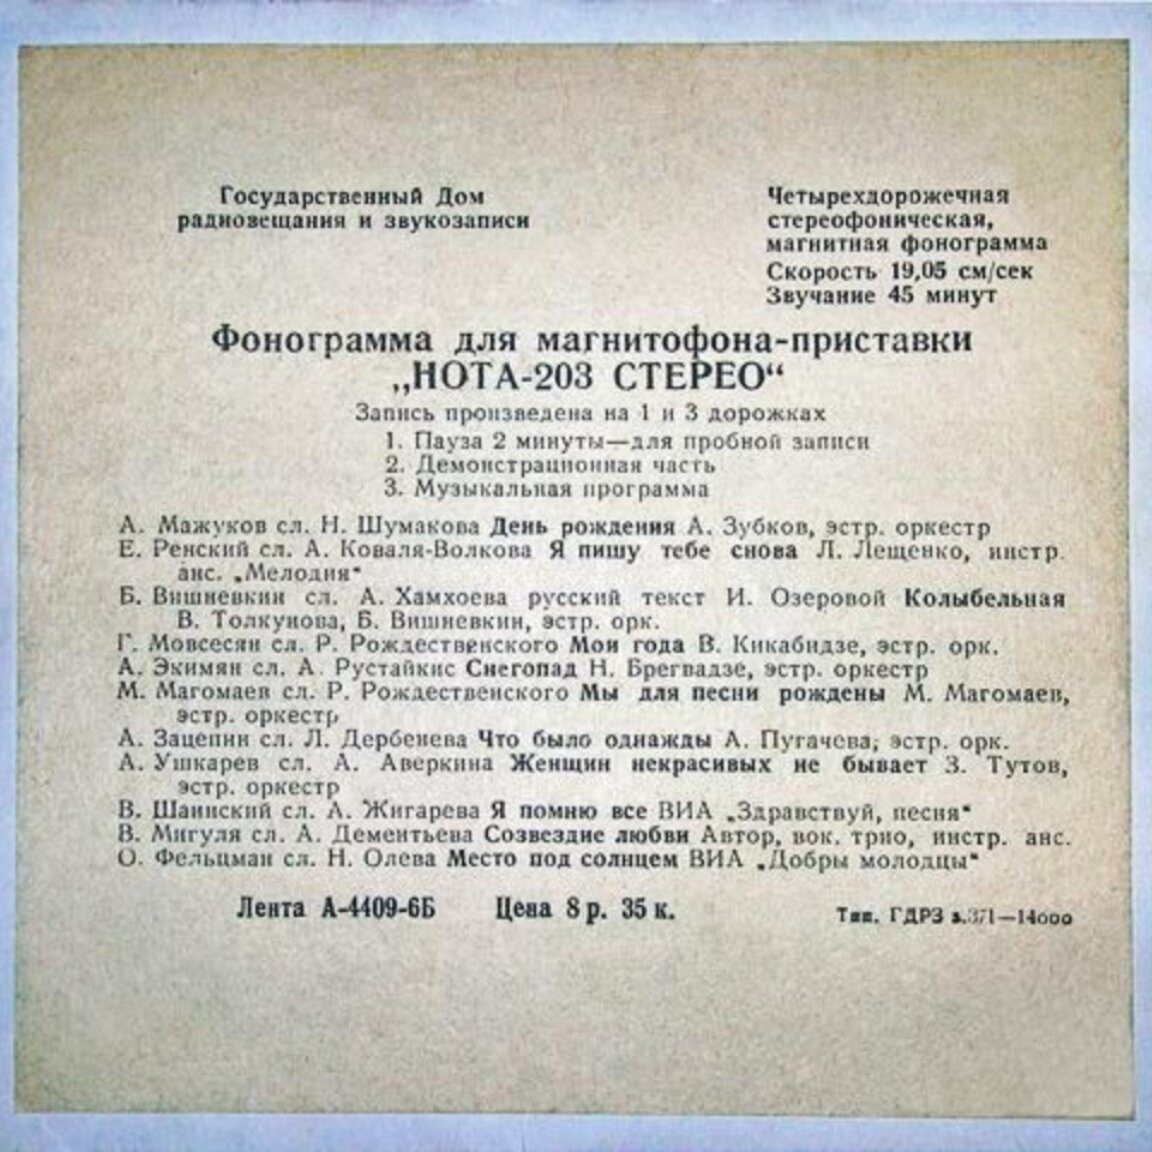 Государственный Дом
радиовещания и звукозаписи
Четырехдорожечная
стереофоническая,
магнитная фонограмма
Скорость 19,05 см/сек
Звучание 45 минут
Фонограмма для магнитофона-приставки
„НОТА-203 СТЕРЕО“
Запись произведена на 1 и 3 дорожках
1. Пауза 2 минуты—для пробной записи
2. Демонстрационная часть
3. Музыкальная программа
А. Мажуков сл. Н. Шумакова День рождения А. Зубков, эстр. оркестр
Е. Ренский сл. А. Коваля-Волкова Я пишу тебе снова Л. Лещенко, инстр.
анс. „Мелодия“
Б. Вишневкин сл. А. Хамхоева русский текст И. Озеровой Колыбельная
В. Толкунова, Б. Вишневкин, эстр. орк.
Г. Мовсесян сл. Р. Рождественского Мои года В. Кикабидзе, эстр. орк.
А. Экимян сл. А. Рустайкис Снегопад Н. Брегвадзе, эстр. оркестр
М. Магомаев сл. Р. Рождественского Мы для песни рождены М. Магомаев,
эстр. оркестр
А. Зацепин сл. Л. Дербенева Что было однажды А. Пугачева, эстр. орк.
А. Ушкарев сл. А. Аверкина Женщин некрасивых не бывает З. Тутов,
эстр. оркестр
В. Шаинский сл. А. Жигарева Я помню все ВИА „Здравствуй, песня“
В. Мигуля сл. А. Дементьева Созвездие любви Автор, вок. трио, инстр. анс.
О. Фельцман сл. Н. Олева Место под солнцем ВИА „Добры молодцы“
Лента А-4409-6Б Цена 8 р. 35 к.
Тип. ГДРЗ з.371—14000